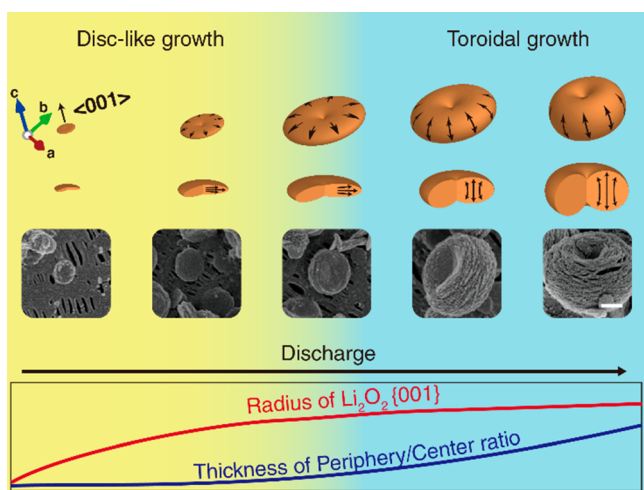 Disc-like growth
Toroidal growth
c
b
<001>
a
Discharge
Radius of Li₂O₂ {001}
Thickness of Periphery/Center ratio